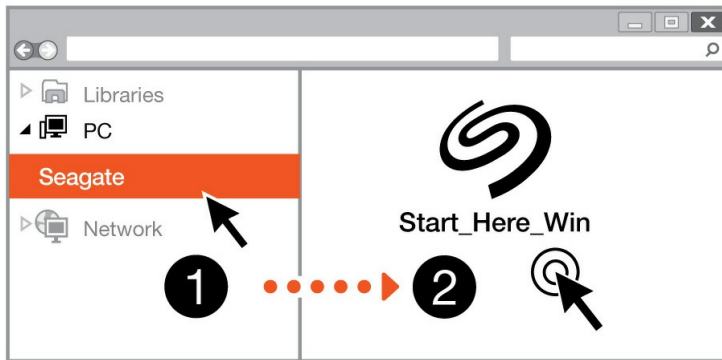 Libraries
PC
Seagate
Network
Start_Here_Win
1
2